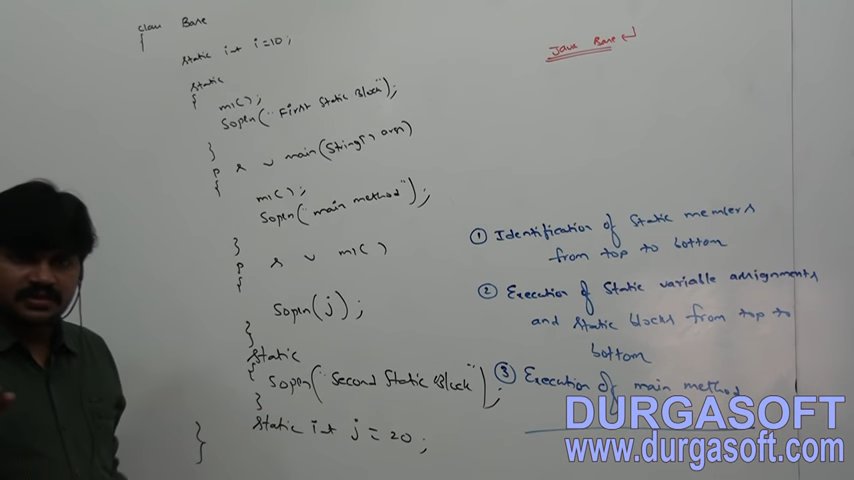 class Base
{
static int i=10;
static
{
m1();
Sopln("First Static Block");
}
p s v main(String[] args)
{
m1();
Sopln("main method");
}
p s v m1()
{
Sopln(j);
}
static
{
Sopln("Second Static Block");
}
static int j = 20;
}
Java Base ↵
① Identification of static members
from top to bottom
② Execution of static variable assignments
and static blocks from top to
bottom
③ Execution of main method
DURGASOFT
www.durgasoft.com